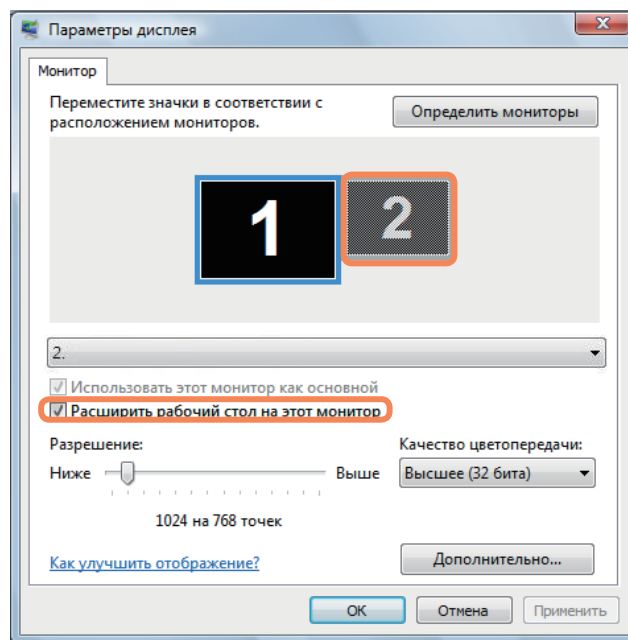 Параметры дисплея
Монитор
Переместите значки в соответствии с
расположением мониторов.
Определить мониторы
1
2
2.
Использовать этот монитор как основной
Расширить рабочий стол на этот монитор
Разрешение:
Качество цветопередачи:
Ниже
Выше
Высшее (32 бита)
1024 на 768 точек
Как улучшить отображение?
Дополнительно...
OK
Отмена
Применить